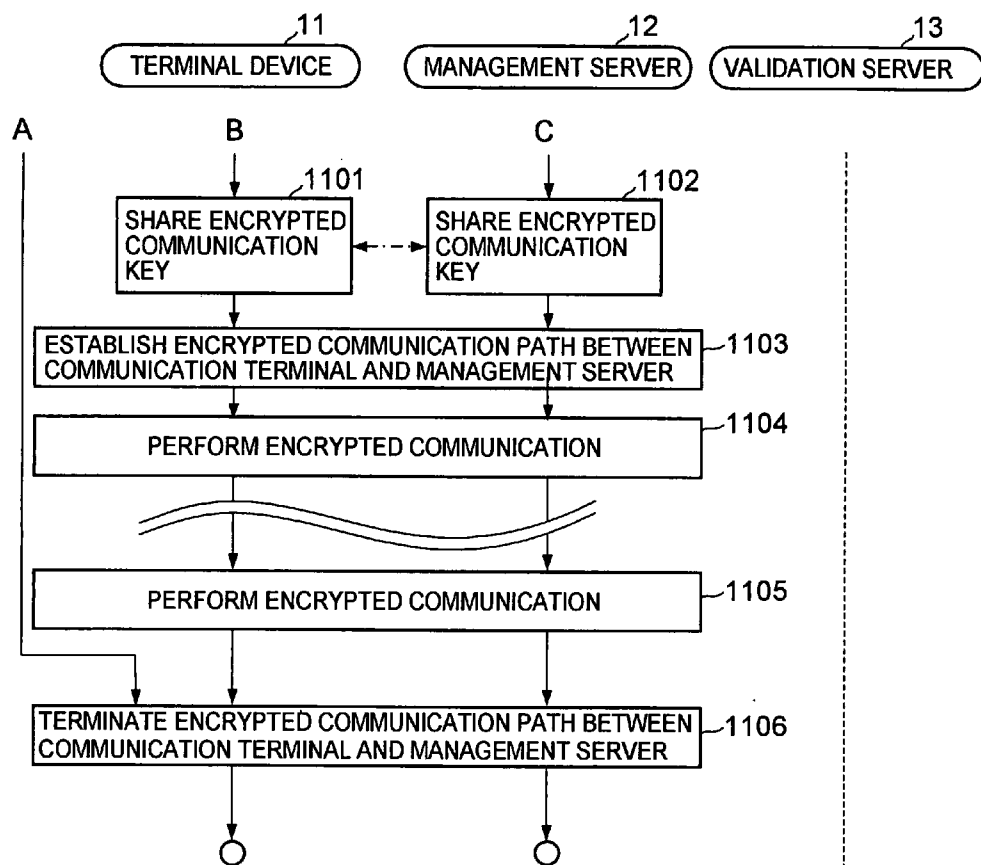 11
12
13
TERMINAL DEVICE
MANAGEMENT SERVER
VALIDATION SERVER
A
B
C
1101
1102
SHARE ENCRYPTED
COMMUNICATION
KEY
SHARE ENCRYPTED
COMMUNICATION
KEY
ESTABLISH ENCRYPTED COMMUNICATION PATH BETWEEN
COMMUNICATION TERMINAL AND MANAGEMENT SERVER
1103
PERFORM ENCRYPTED COMMUNICATION
1104
PERFORM ENCRYPTED COMMUNICATION
1105
TERMINATE ENCRYPTED COMMUNICATION PATH BETWEEN
COMMUNICATION TERMINAL AND MANAGEMENT SERVER
1106